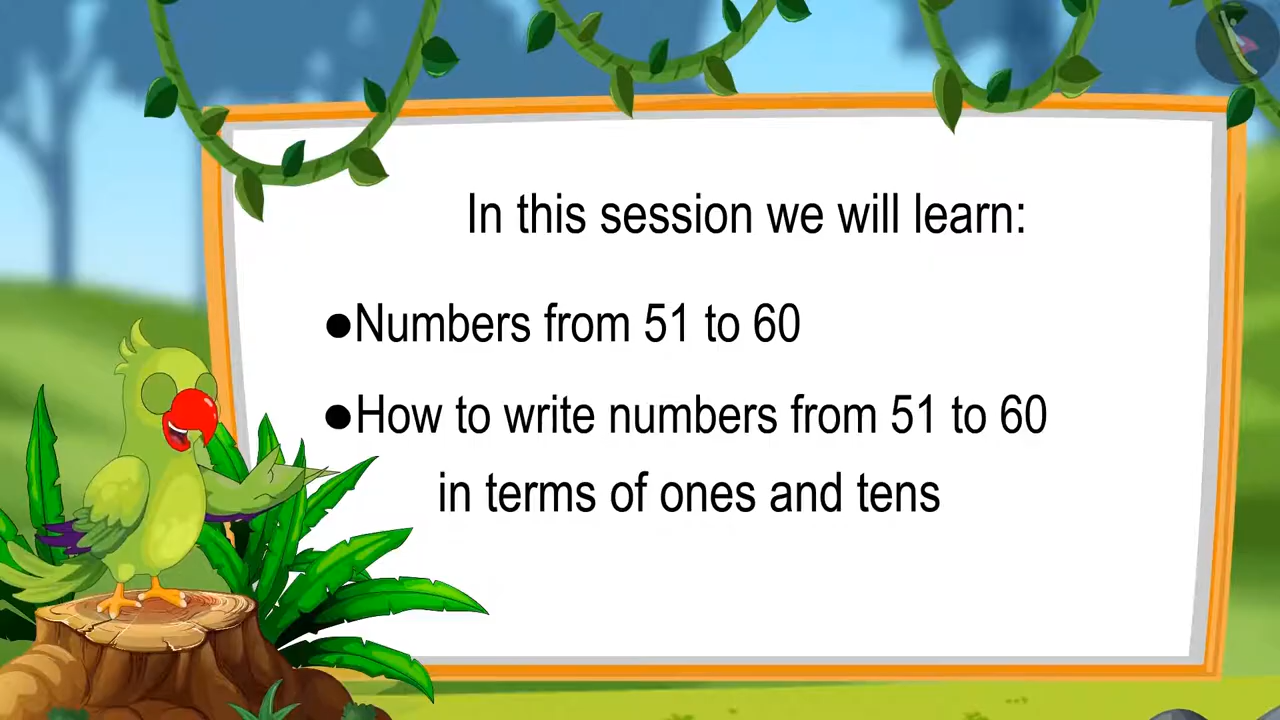 In this session we will learn:
●Numbers from 51 to 60
●How to write numbers from 51 to 60
in terms of ones and tens